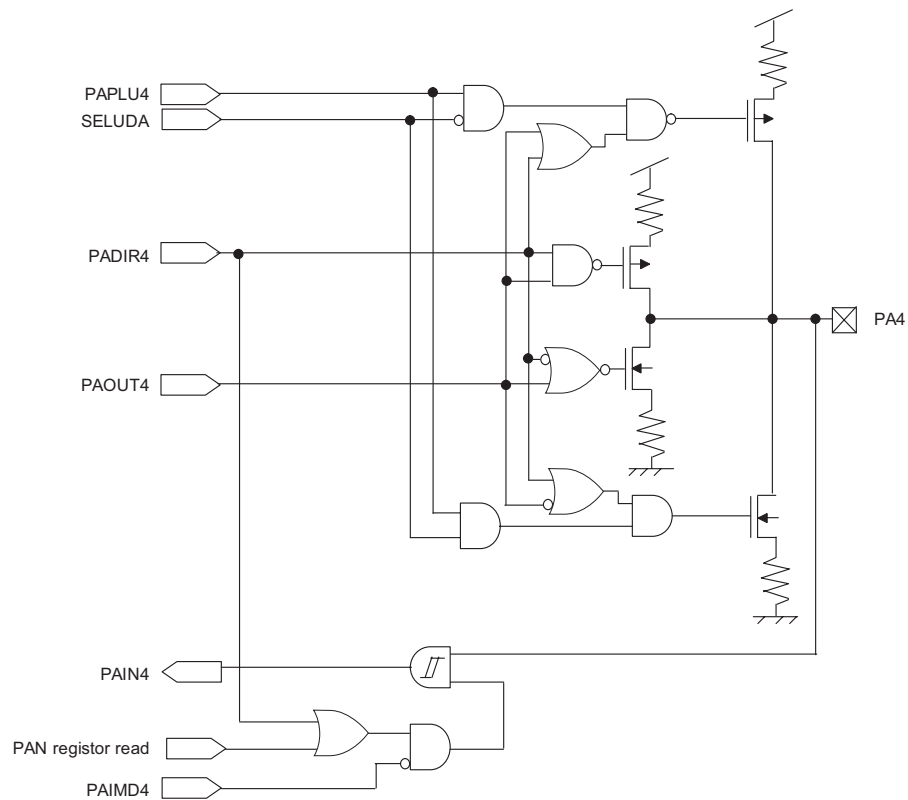 PAPLU4
SELUDA
PADIR4
PA4
PAOUT4
PAIN4
PAN registor read
PAIMD4